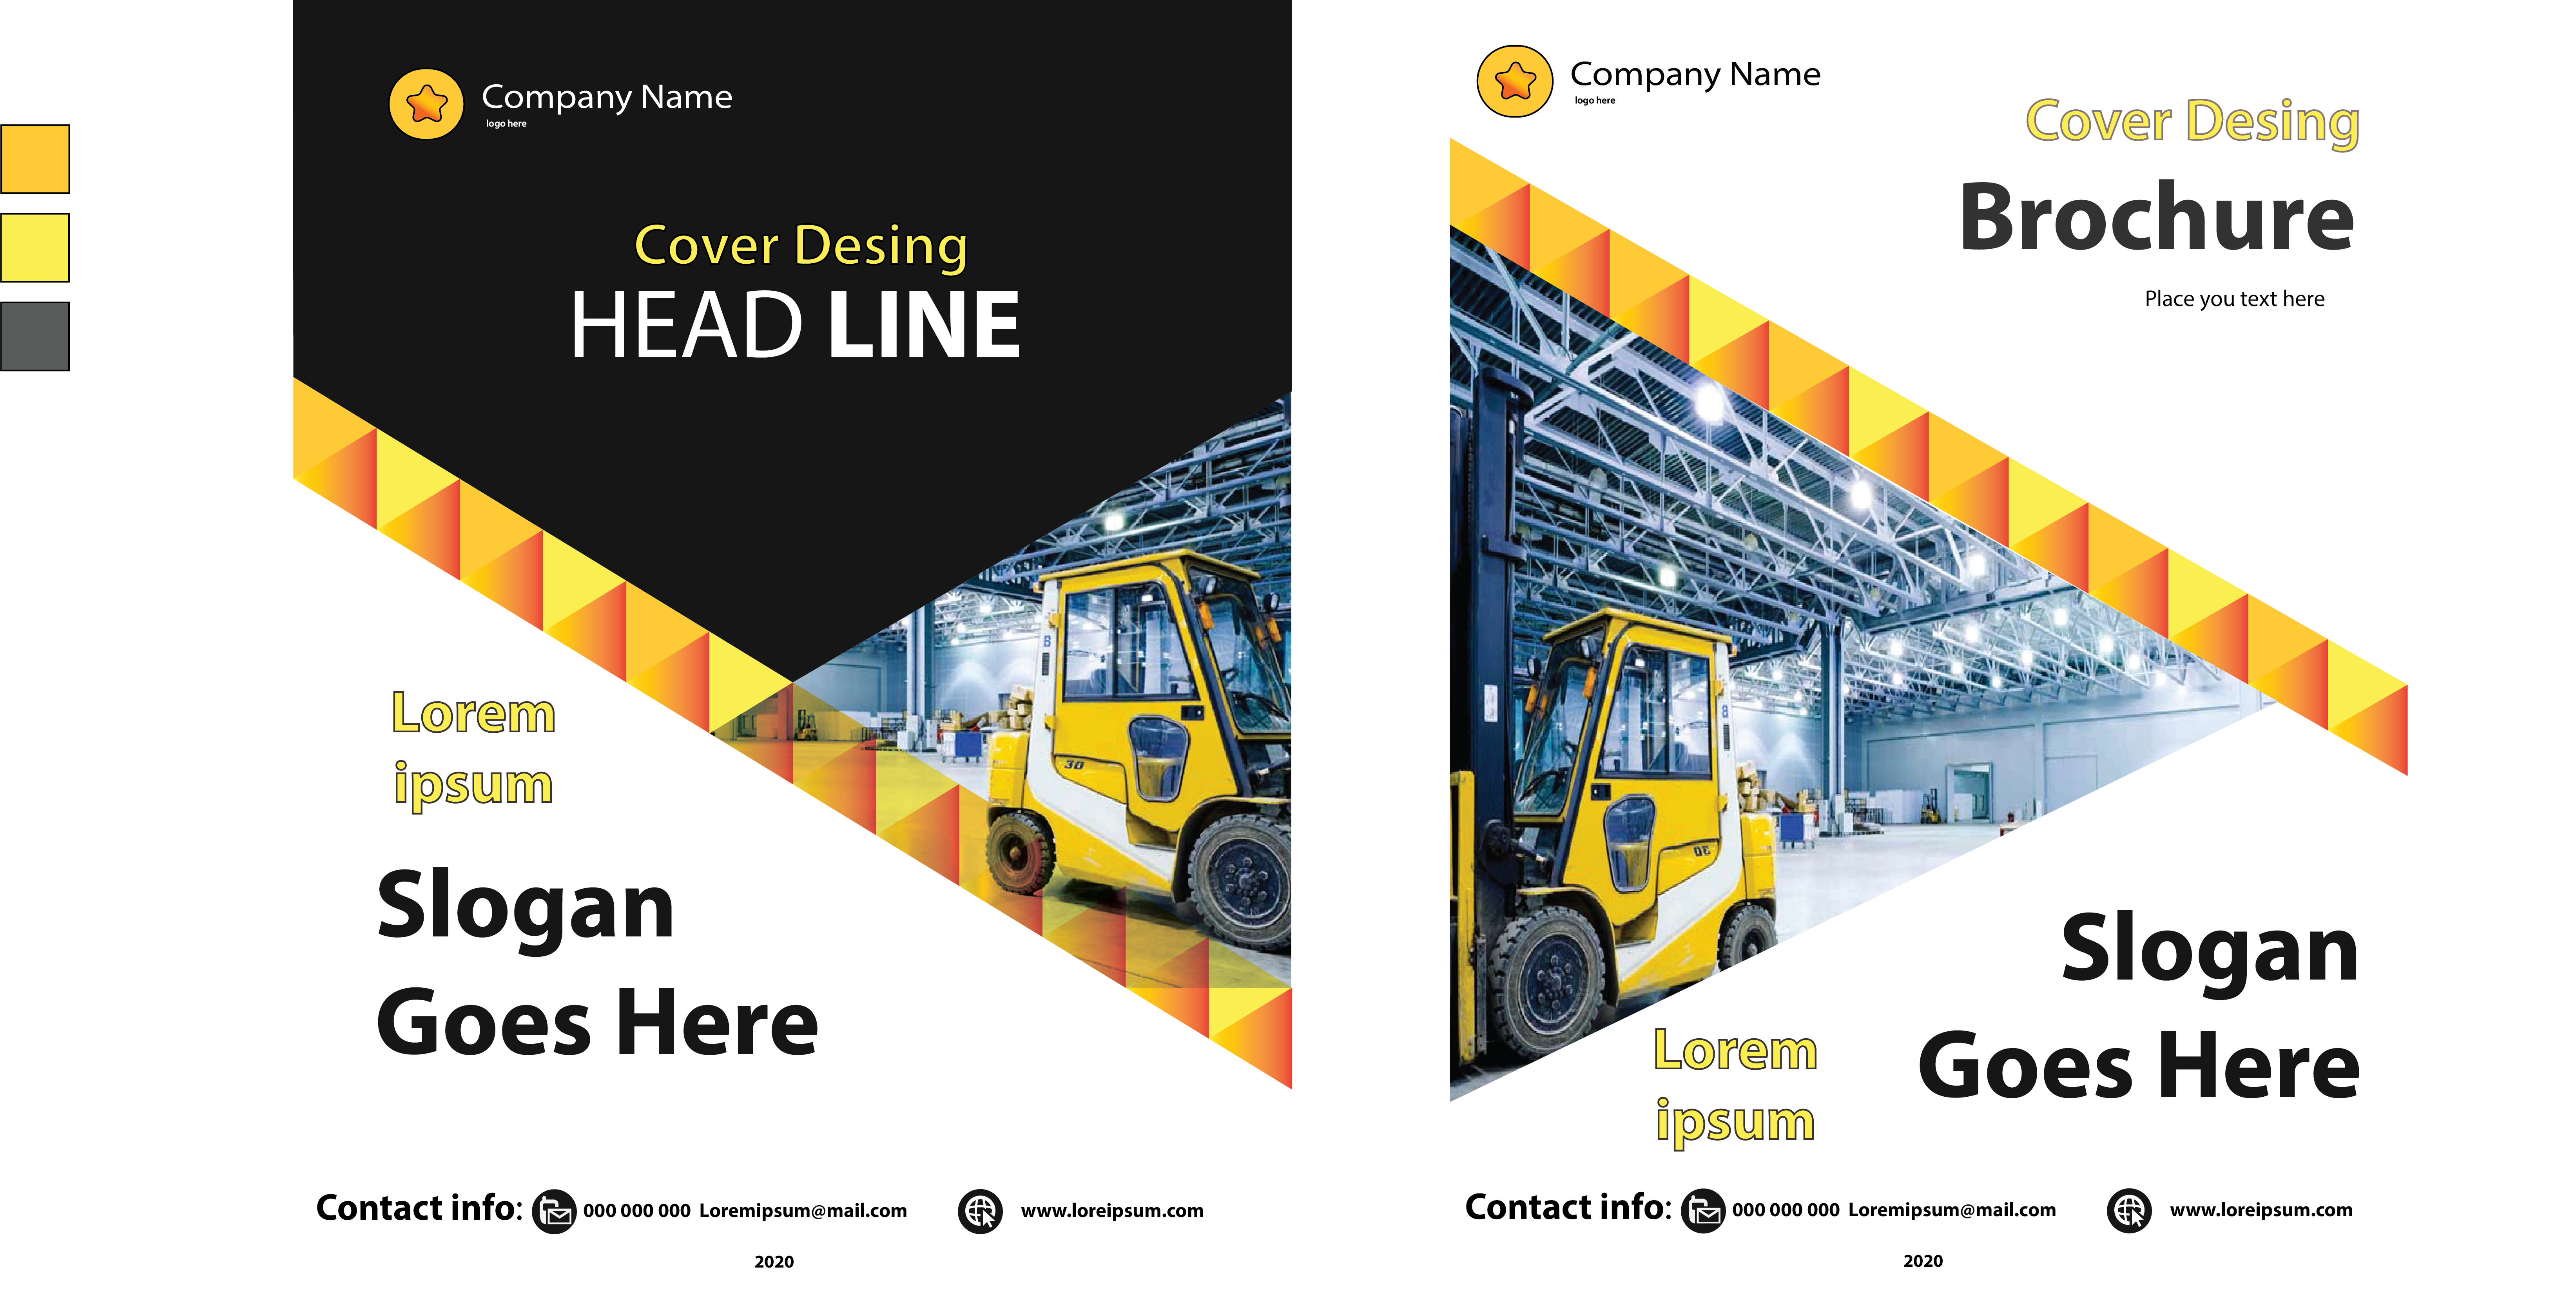 Company Name
logo here
Cover Desing
HEAD LINE
Lorem
ipsum
Slogan
Goes Here
Contact info: 000 000 000 Loremipsum@mail.com www.loreipsum.com
2020
Company Name
logo here
Cover Desing
Brochure
Place you text here
Slogan
Goes Here
Lorem
ipsum
Contact info: 000 000 000 Loremipsum@mail.com www.loreipsum.com
2020
30
B